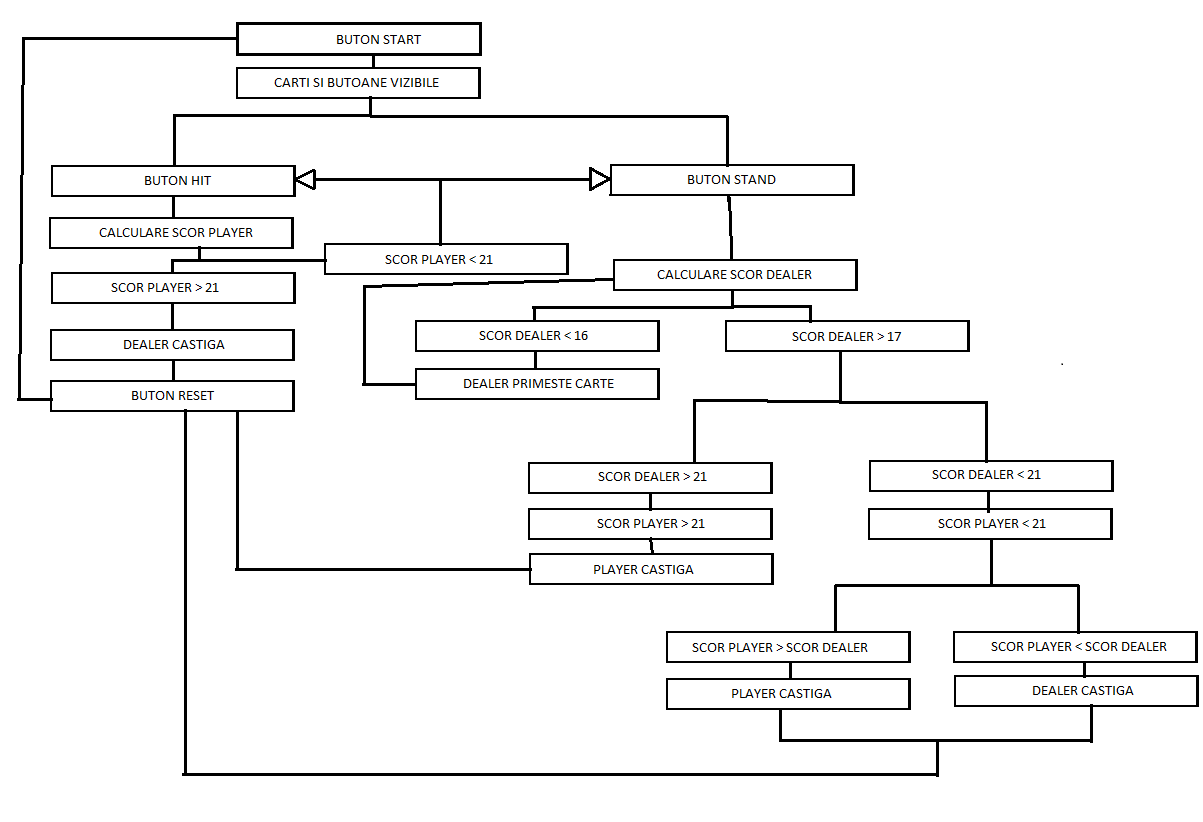 BUTON START
CARTI SI BUTOANE VIZIBILE
BUTON HIT
BUTON STAND
CALCULARE SCOR PLAYER
SCOR PLAYER < 21
CALCULARE SCOR DEALER
SCOR PLAYER > 21
SCOR DEALER < 16
SCOR DEALER > 17
DEALER CASTIGA
DEALER PRIMESTE CARTE
BUTON RESET
SCOR DEALER > 21
SCOR DEALER < 21
SCOR PLAYER > 21
SCOR PLAYER < 21
PLAYER CASTIGA
SCOR PLAYER > SCOR DEALER
SCOR PLAYER < SCOR DEALER
PLAYER CASTIGA
DEALER CASTIGA